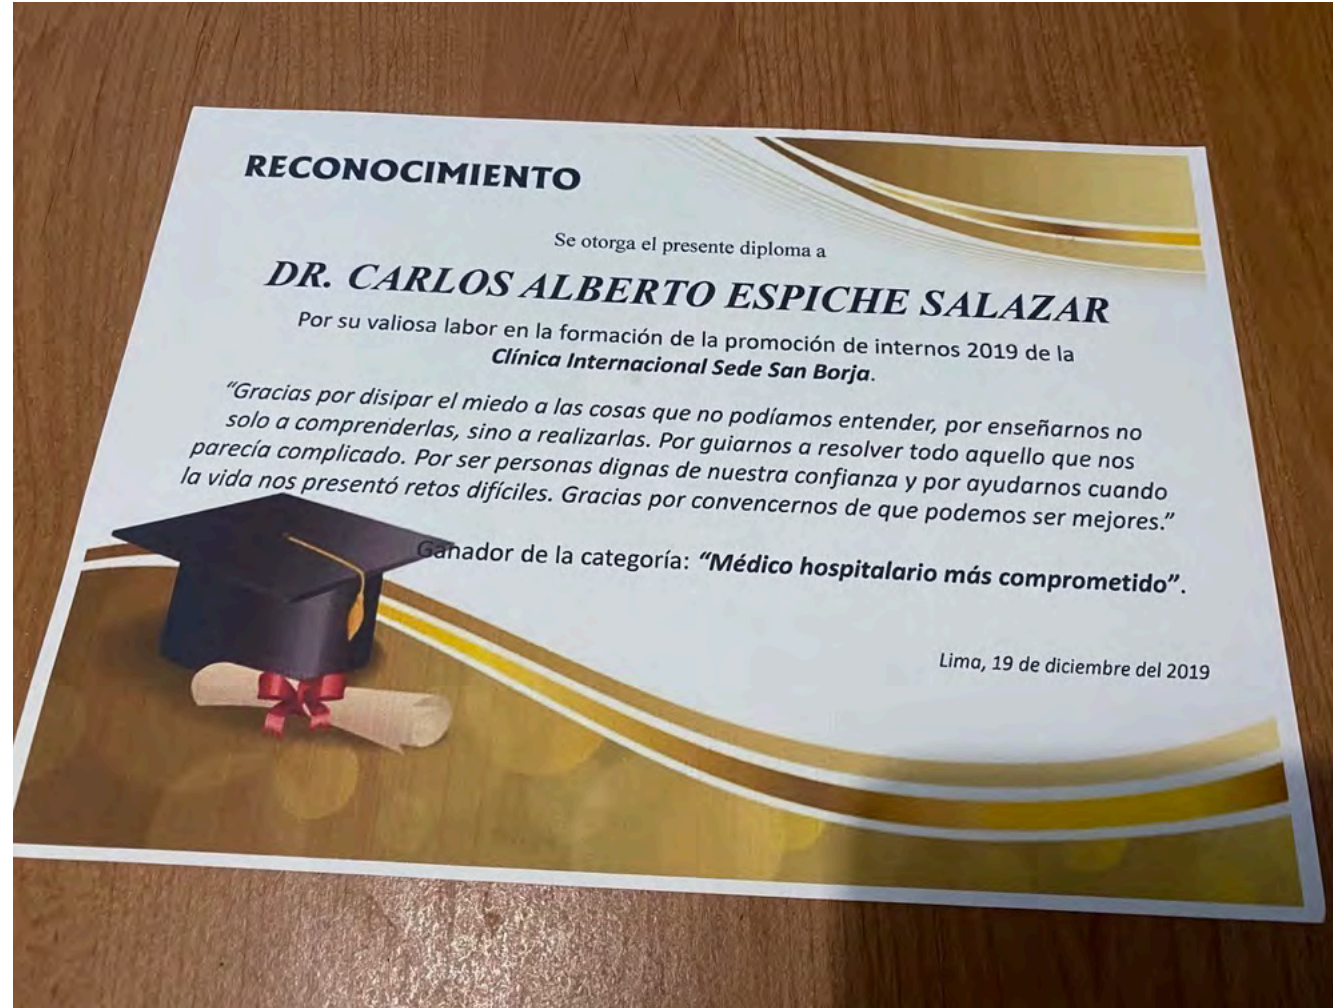 RECONOCIMIENTO
Se otorga el presente diploma a
DR. CARLOS ALBERTO ESPICHE SALAZAR
Por su valiosa labor en la formación de la promoción de internos 2019 de la
Clínica Internacional Sede San Borja.
“Gracias por disipar el miedo a las cosas que no podíamos entender, por enseñarnos no
solo a comprenderlas, sino a realizarlas. Por guiarnos a resolver todo aquello que nos
parecía complicado. Por ser personas dignas de nuestra confianza y por ayudarnos cuando
la vida nos presentó retos difíciles. Gracias por convencernos de que podemos ser mejores.”
Ganador de la categoría: “Médico hospitalario más comprometido”.
Lima, 19 de diciembre del 2019